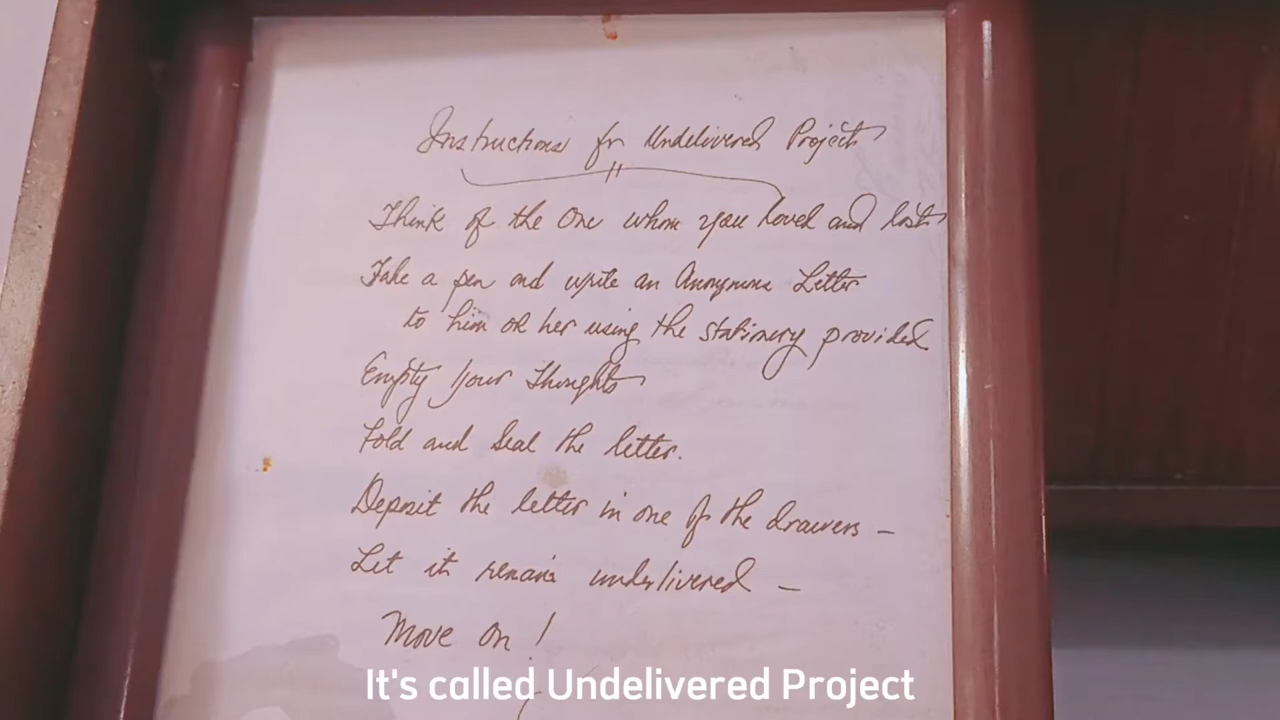 Instructions for Undelivered Project
Think of the One whom you loved and lost
Take a pen and write an Anonymous Letter
to him or her using the stationery provided
Empty your Thoughts
Fold and Seal the letter.
Deposit the letter in one of the drawers –
Let it remain undelivered –
Move on!
It's called Undelivered Project